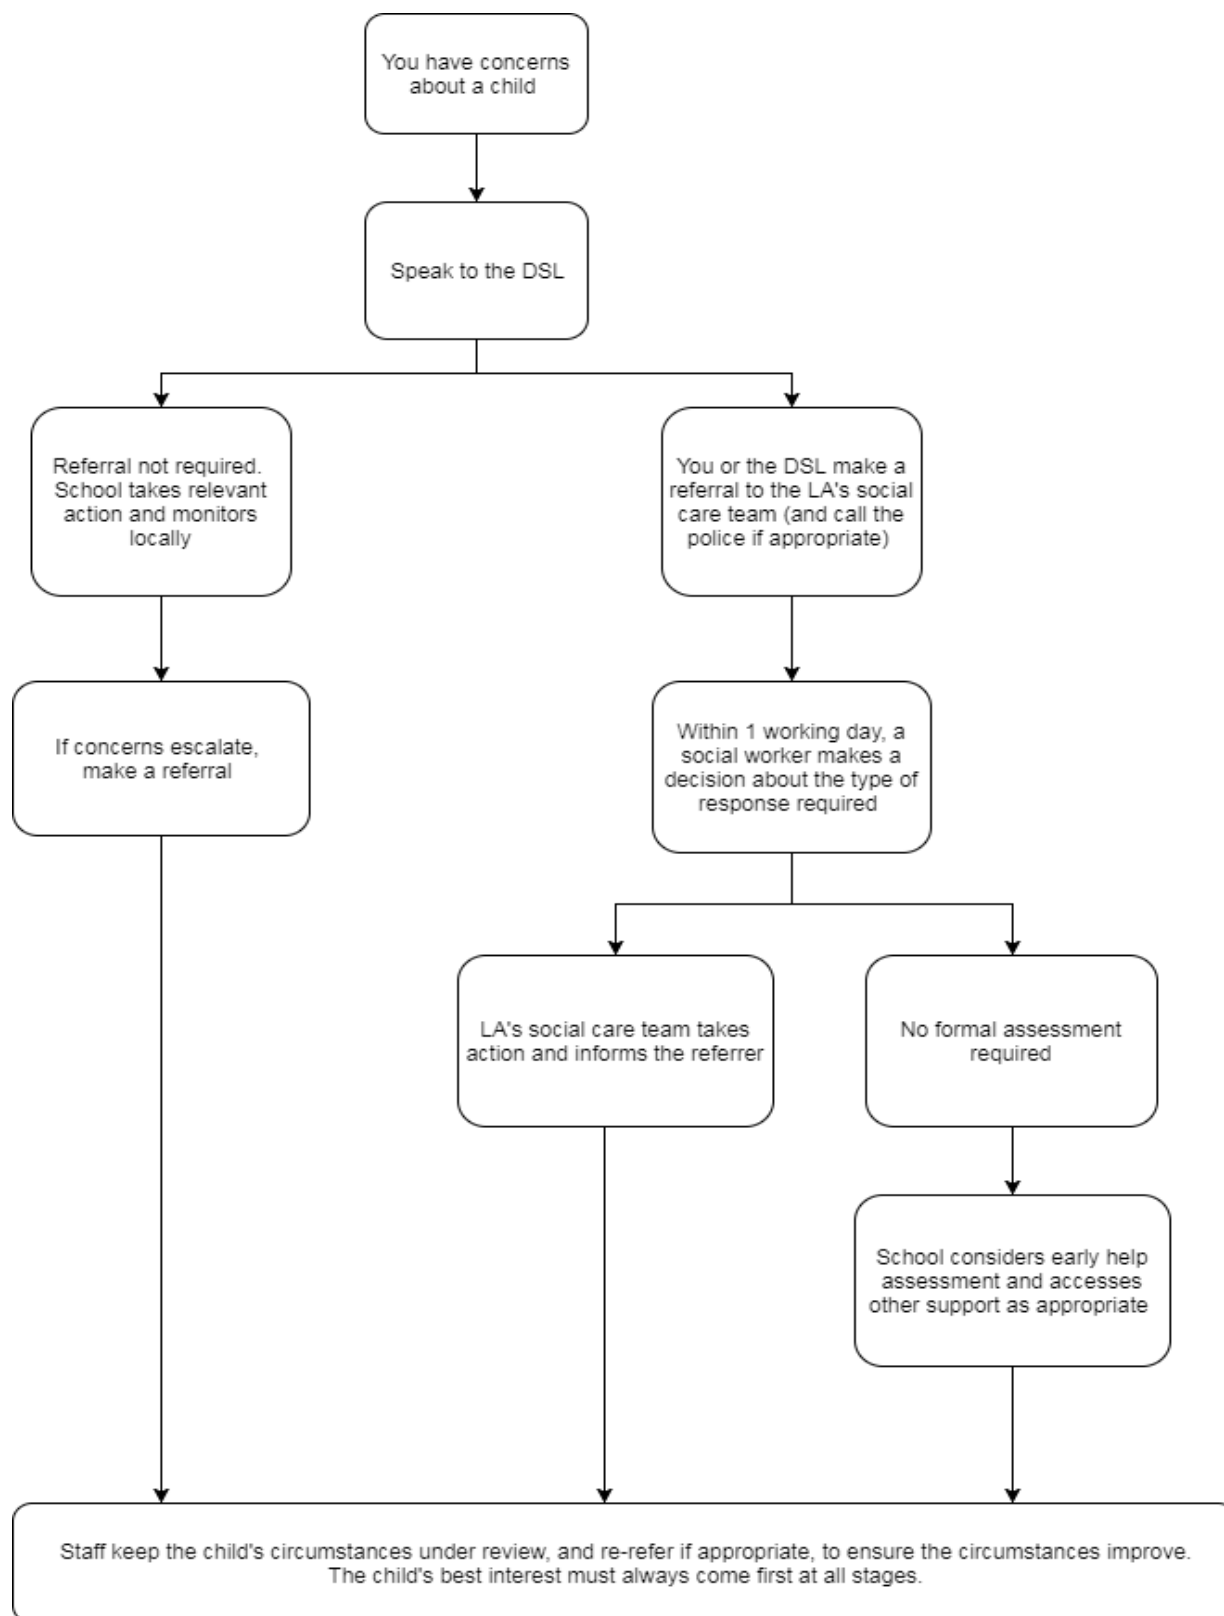 You have concerns
about a child
Speak to the DSL
Referral not required.
School takes relevant
action and monitors
locally
You or the DSL make a
referral to the LA's social
care team (and call the
police if appropriate)
If concerns escalate,
make a referral
Within 1 working day, a
social worker makes a
decision about the type of
response required
LA's social care team takes
action and informs the referrer
No formal assessment
required
School considers early help
assessment and accesses
other support as appropriate
Staff keep the child's circumstances under review, and re-refer if appropriate, to ensure the circumstances improve.
The child's best interest must always come first at all stages.